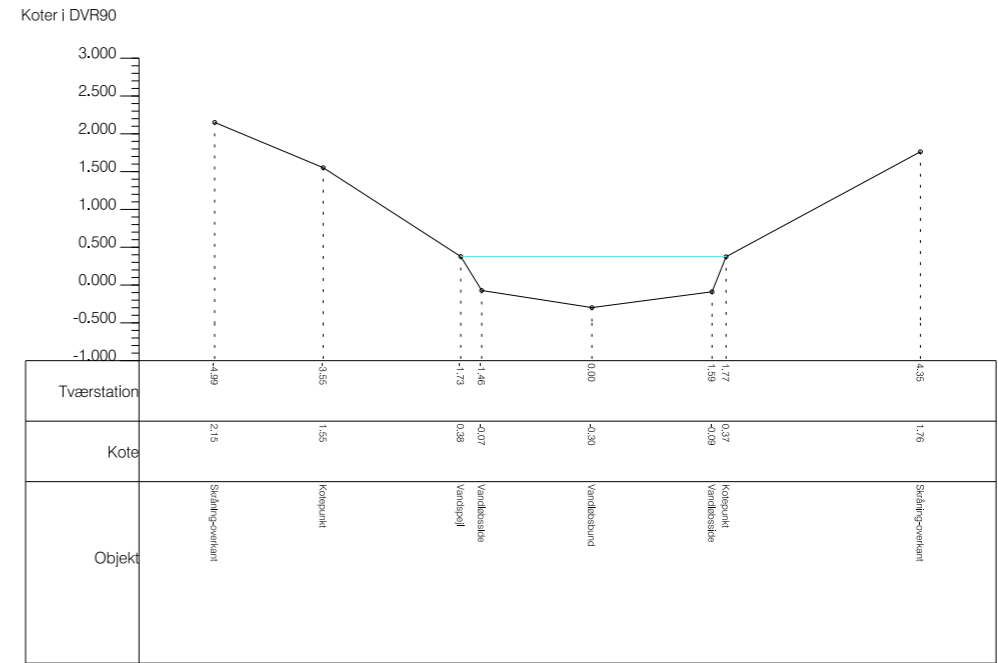 Koter i DVR90
3.000
2.500
2.000
1.500
1.000
0.500
0.000
-0.500
-1.000
Tværstation
-4.99
-3.55
-1.73
-1.46
0.00
1.59
1.77
4.35
Kote
2.15
1.55
0.38
-0.07
-0.30
-0.09
0.37
1.76
Objekt
Skråning-overkant
Kotepunkt
Vandspejl
Vandløbsside
Vandløbsbund
Vandløbsside
Kotepunkt
Skråning-overkant